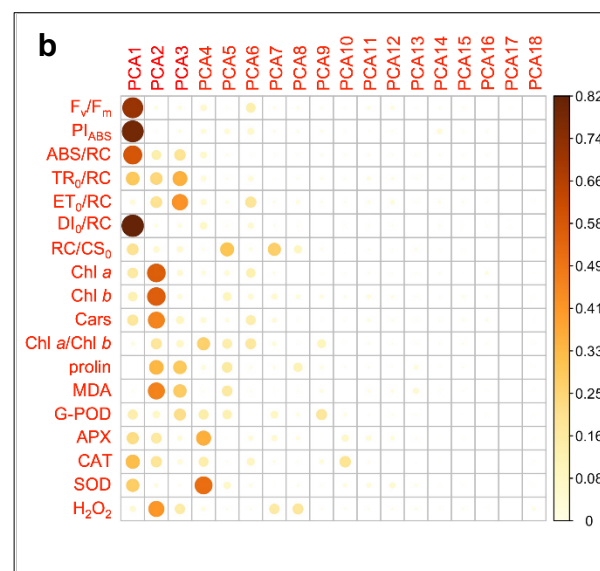 b
PCA1 PCA2 PCA3 PCA4 PCA5 PCA6 PCA7 PCA8 PCA9 PCA10 PCA11 PCA12 PCA13 PCA14 PCA15 PCA16 PCA17 PCA18
Fv/Fm
PIABS
ABS/RC
TR0/RC
ET0/RC
DI0/RC
RC/CS0
Chl a
Chl b
Cars
Chl a/Chl b
prolin
MDA
G-POD
APX
CAT
SOD
H2O2
0.82
0.74
0.65
0.57
0.49
0.41
0.33
0.25
0.16
0.08
0